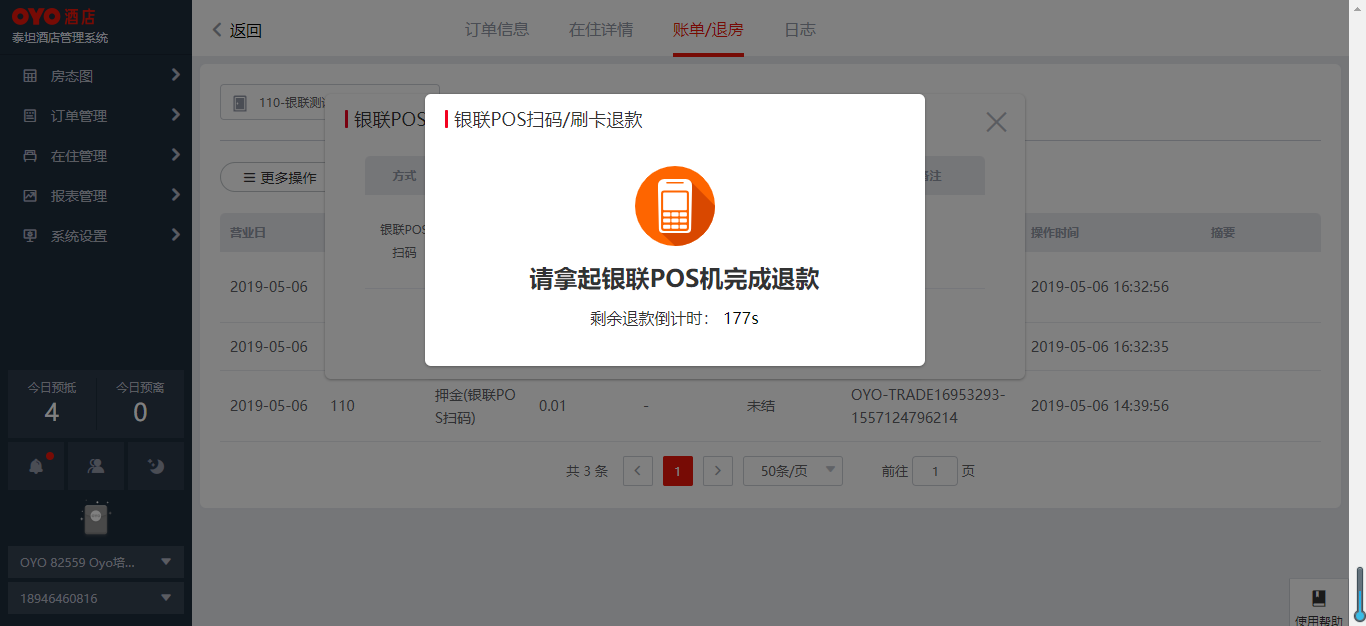 OYO 酒店
泰坦酒店管理系统
房态图
订单管理
在住管理
报表管理
系统设置
今日预抵
4
今日预离
0
OYO 82559 Oyo培...
18946460816
返回
订单信息
在住详情
账单/退房
日志
110-银联测
更多操作
银联POS
方式
备注
银联POS
扫码
银联POS扫码/刷卡退款
请拿起银联POS机完成退款
剩余退款倒计时： 177s
营业日
操作时间
摘要
2019-05-06
2019-05-06 16:32:56
2019-05-06
2019-05-06 16:32:35
2019-05-06
110
押金(银联PO
S扫码)
0.01
-
未结
OYO-TRADE16953293-
1557124796214
2019-05-06 14:39:56
共 3 条
1
50条/页
前往
1
页
使用帮助